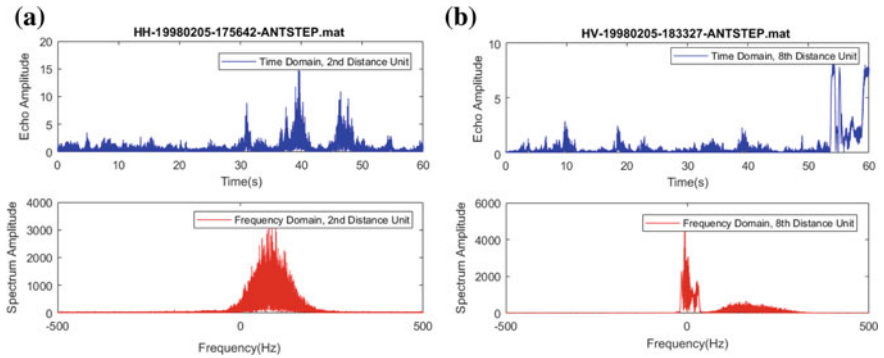 (a)
HH-19980205-175642-ANTSTEP.mat
Echo Amplitude
20
15
10
5
0
Time Domain, 2nd Distance Unit
0 10 20 30 40 50 60
Time(s)
Spectrum Amplitude
4000
3000
2000
1000
0
Frequency Domain, 2nd Distance Unit
-500 0 500
Frequency(Hz)
(b)
HV-19980205-183327-ANTSTEP.mat
Echo Amplitude
10
5
0
Time Domain, 8th Distance Unit
0 10 20 30 40 50 60
Time(s)
Spectrum Amplitude
6000
4000
2000
0
Frequency Domain, 8th Distance Unit
-500 0 500
Frequency(Hz)